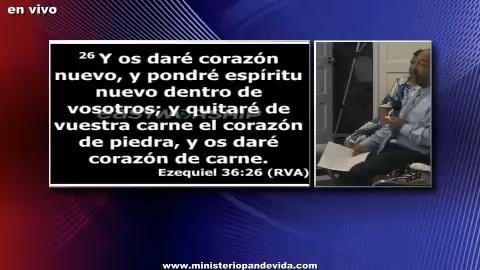 en vivo
26 Y os daré corazón
nuevo, y pondré espíritu
nuevo dentro de
vosotros; y quitaré de
vuestra carne el corazón
de piedra, y os daré
corazón de carne.
Ezequiel 36:26 (RVA)
www.ministeriopandevida.com